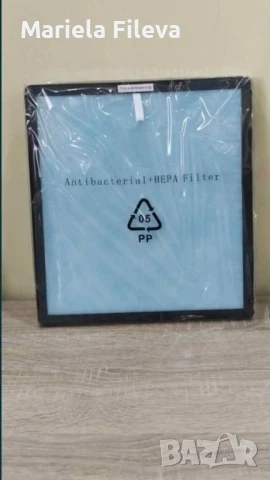 Mariela Fileva
Antibacterial+HEPA Filter
05
PP
BAZAR